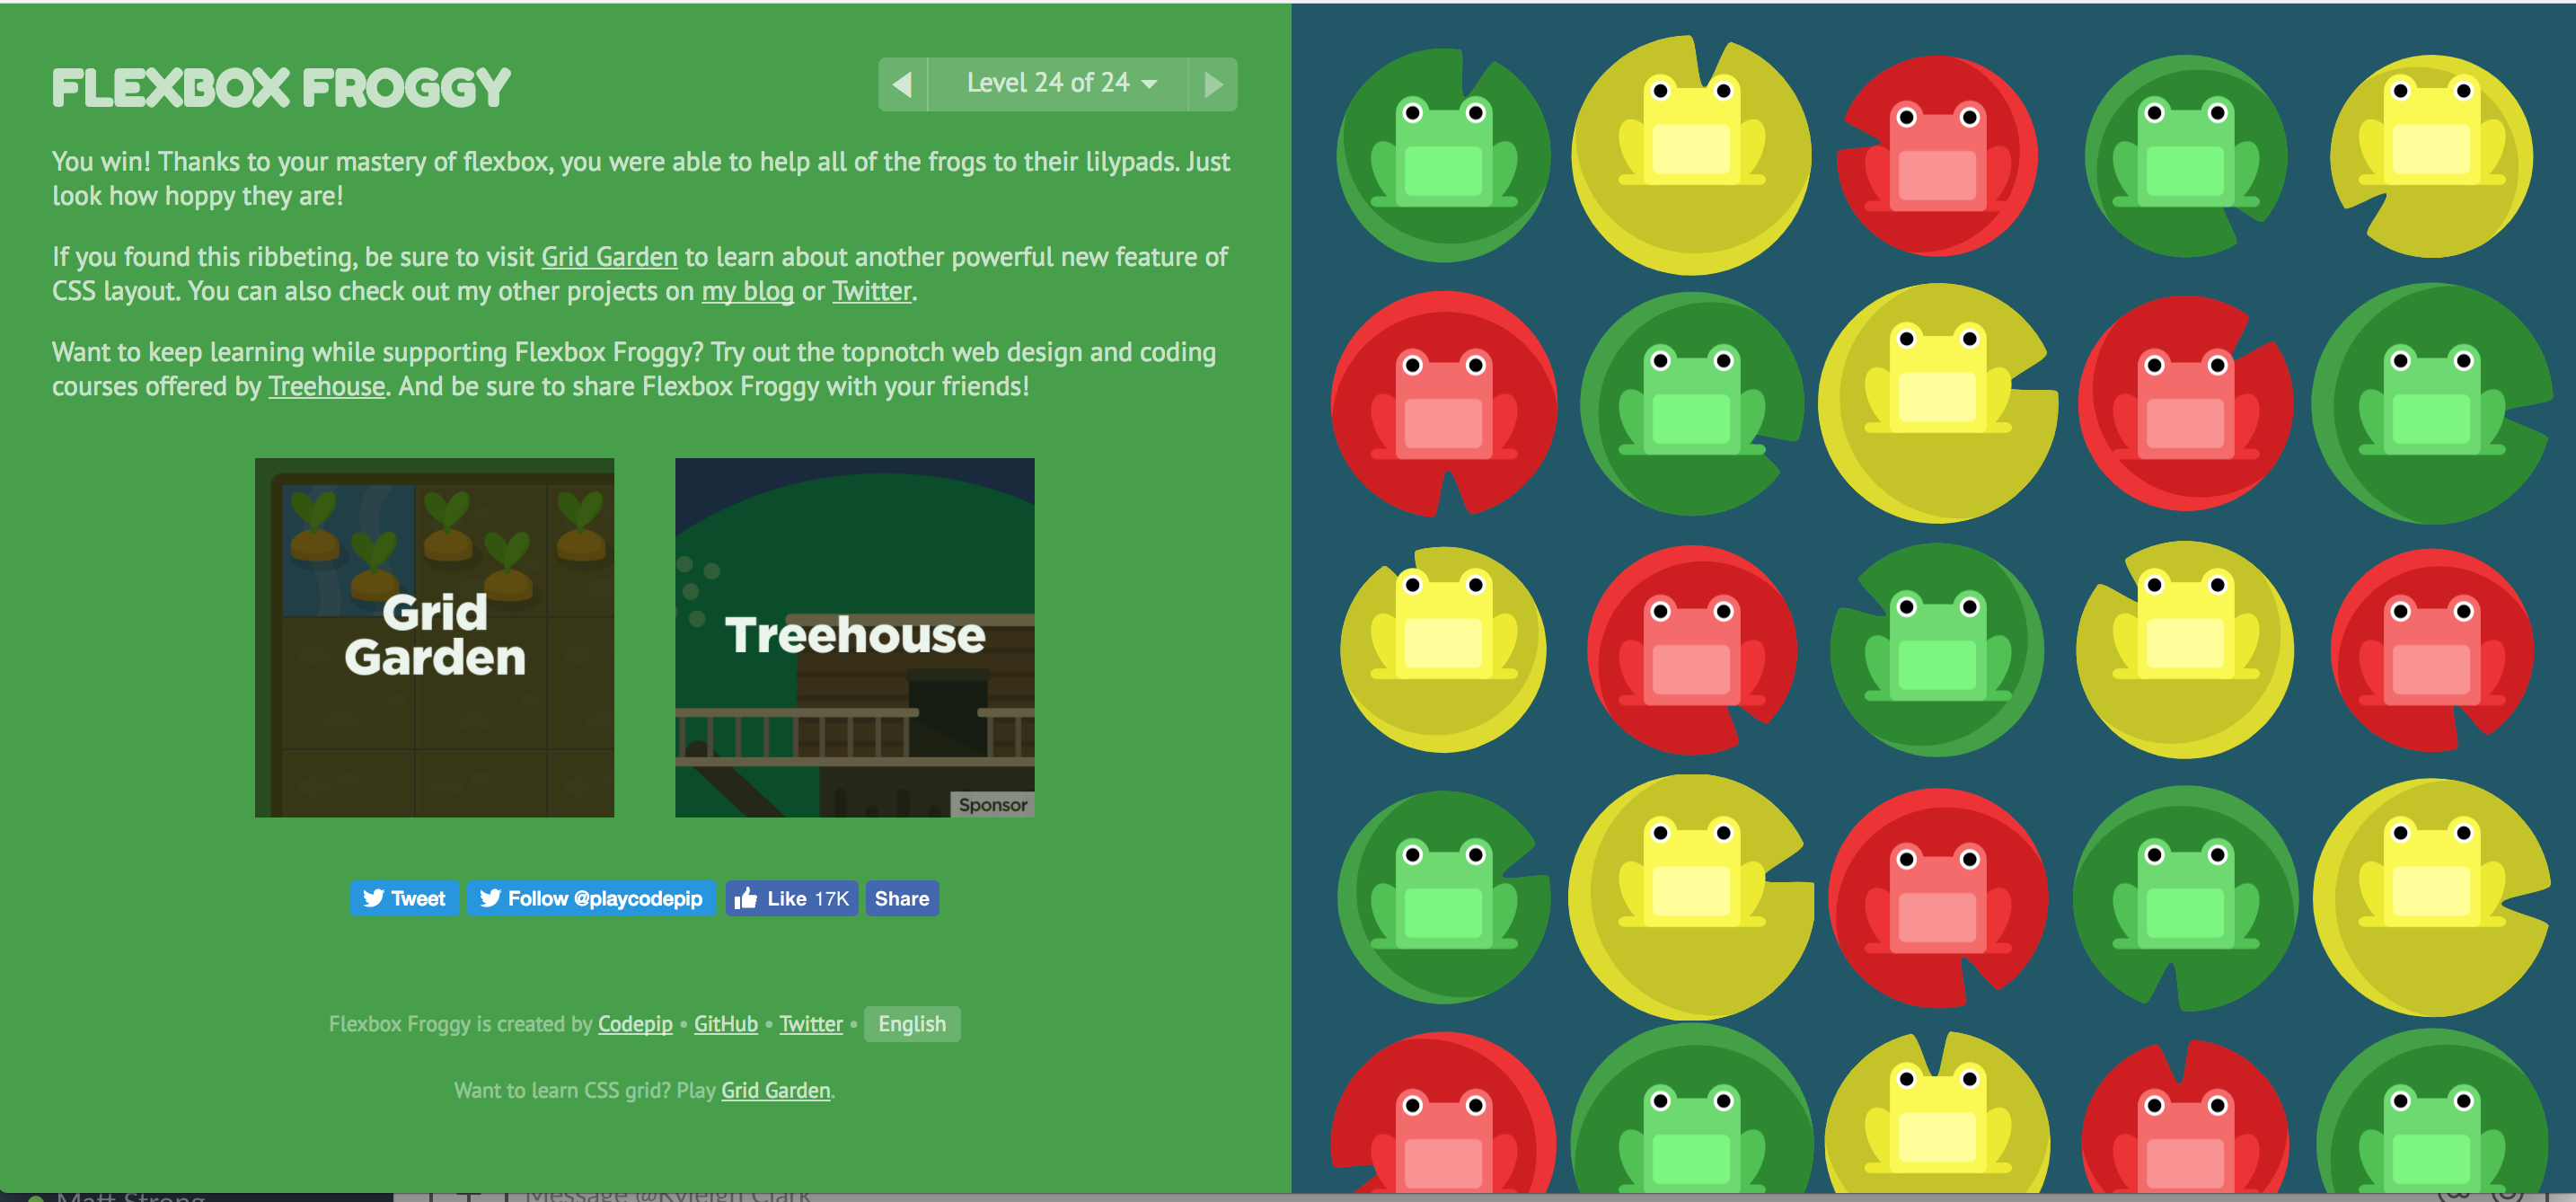 FLEXBOX FROGGY
Level 24 of 24
You win! Thanks to your mastery of flexbox, you were able to help all of the frogs to their lilypads. Just
look how hoppy they are!
If you found this ribbeting, be sure to visit Grid Garden to learn about another powerful new feature of
CSS layout. You can also check out my other projects on my blog or Twitter.
Want to keep learning while supporting Flexbox Froggy? Try out the topnotch web design and coding
courses offered by Treehouse. And be sure to share Flexbox Froggy with your friends!
Grid
Garden
Treehouse
Sponsor
Tweet
Follow @playcodepip
Like 17K
Share
Flexbox Froggy is created by Codepip • GitHub • Twitter • English
Want to learn CSS grid? Play Grid Garden.
Matt Strong
Message @Kyleigh Clark